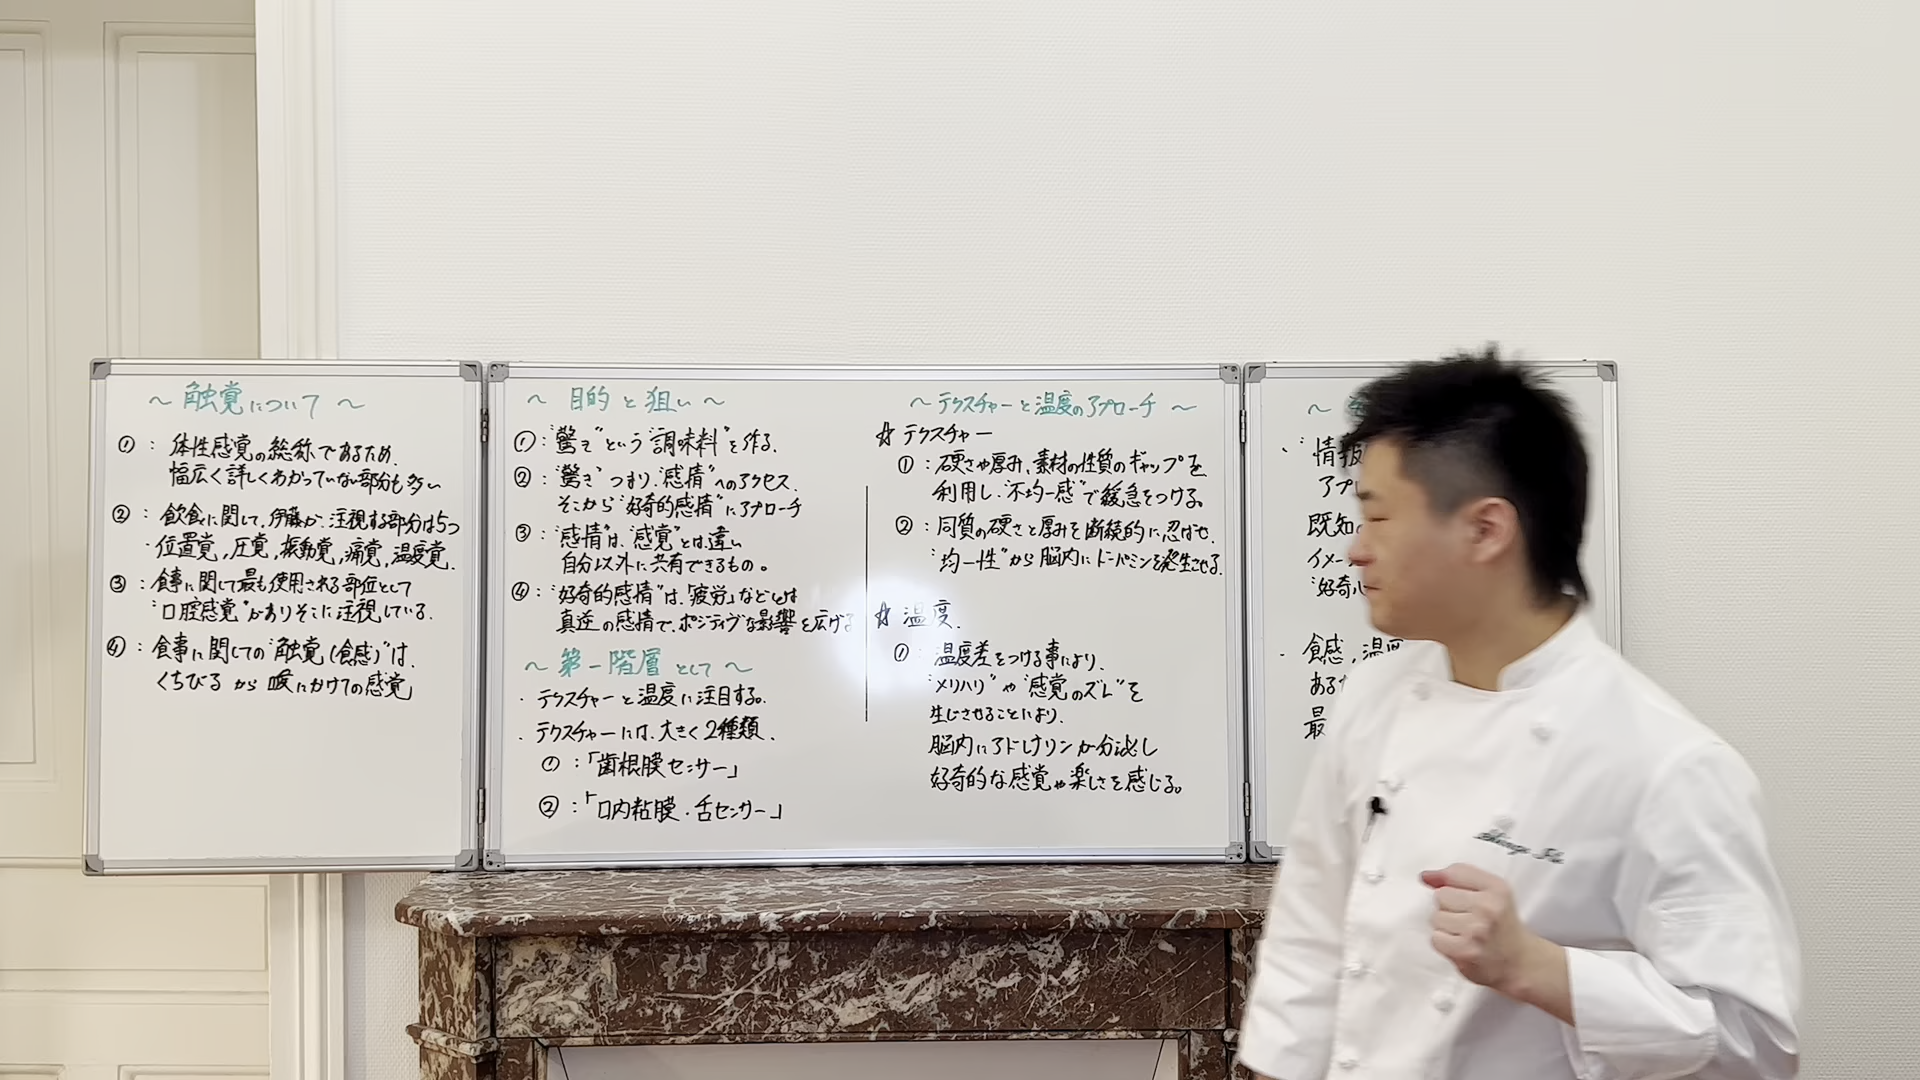 ～ 触覚について ～
①：体性感覚の総称であるため、
幅広く詳しくわかっていない部分も多い
②：飲食に関して、伊藤が、注視する部分は5つ
・位置覚，圧覚，振動覚，痛覚，温度覚．
③：食事に関して最も使用される部位として
"口腔感覚"がありそこに注視している．
④：食事に関しての"触覚(食感)"は、
くちびるから喉にかけての感覚
～ 目的と狙い ～
①："驚き"という"調味料"を作る．
②："驚き"つまり、"感情"へのアクセス．
そこから"好奇的感情"にアプローチ
③："感情"は、"感覚"とは違い
自分以外に共有できるもの。
④："好奇的感情"は、"疲労"などとは
真逆の感情で、ポジティブな影響を広げる
～ 第一階層として ～
・テクスチャーと温度に注目する。
・テクスチャーには、大きく2種類．
①：「歯根膜センサー」
②：「口内粘膜・舌センサー」
～ テクスチャーと温度のアプローチ ～
☆ テクスチャー
①：硬さや厚み、素材の性質のギャップを
利用し、"不均一感"で緩急をつける。
②：同質の硬さと厚みを断続的に忍ばせ、
"均一性"から脳内にドーパミンを発生させる．
☆ 温度．
①：温度差をつける事により、
"メリハリ"や"感覚のズレ"を
生じさせることにより、
脳内にアドレナリンが分泌し
好奇的な感覚や楽しさを感じる。
～
・"情報
アプ
既知
イメー
"好奇心
・食感，温度
ある
最